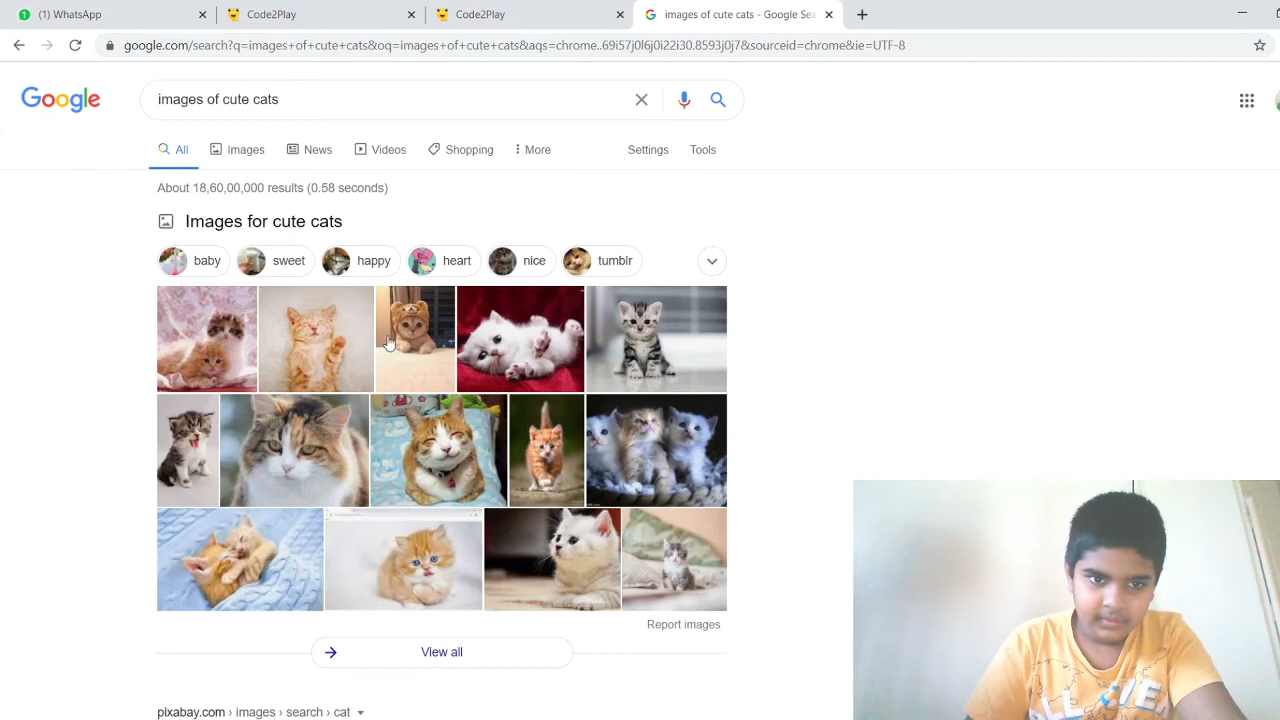 1 (1) WhatsApp
Code2Play
Code2Play
images of cute cats - Google Sea
google.com/search?q=images+of+cute+cats&oq=images+of+cute+cats&aqs=chrome..69i57j0l6j0i22i30.8593j0j7&sourceid=chrome&ie=UTF-8
Google
images of cute cats
All
Images
News
Videos
Shopping
More
Settings
Tools
About 18,60,00,000 results (0.58 seconds)
Images for cute cats
baby
sweet
happy
heart
nice
tumblr
Report images
View all
pixabay.com › images › search › cat